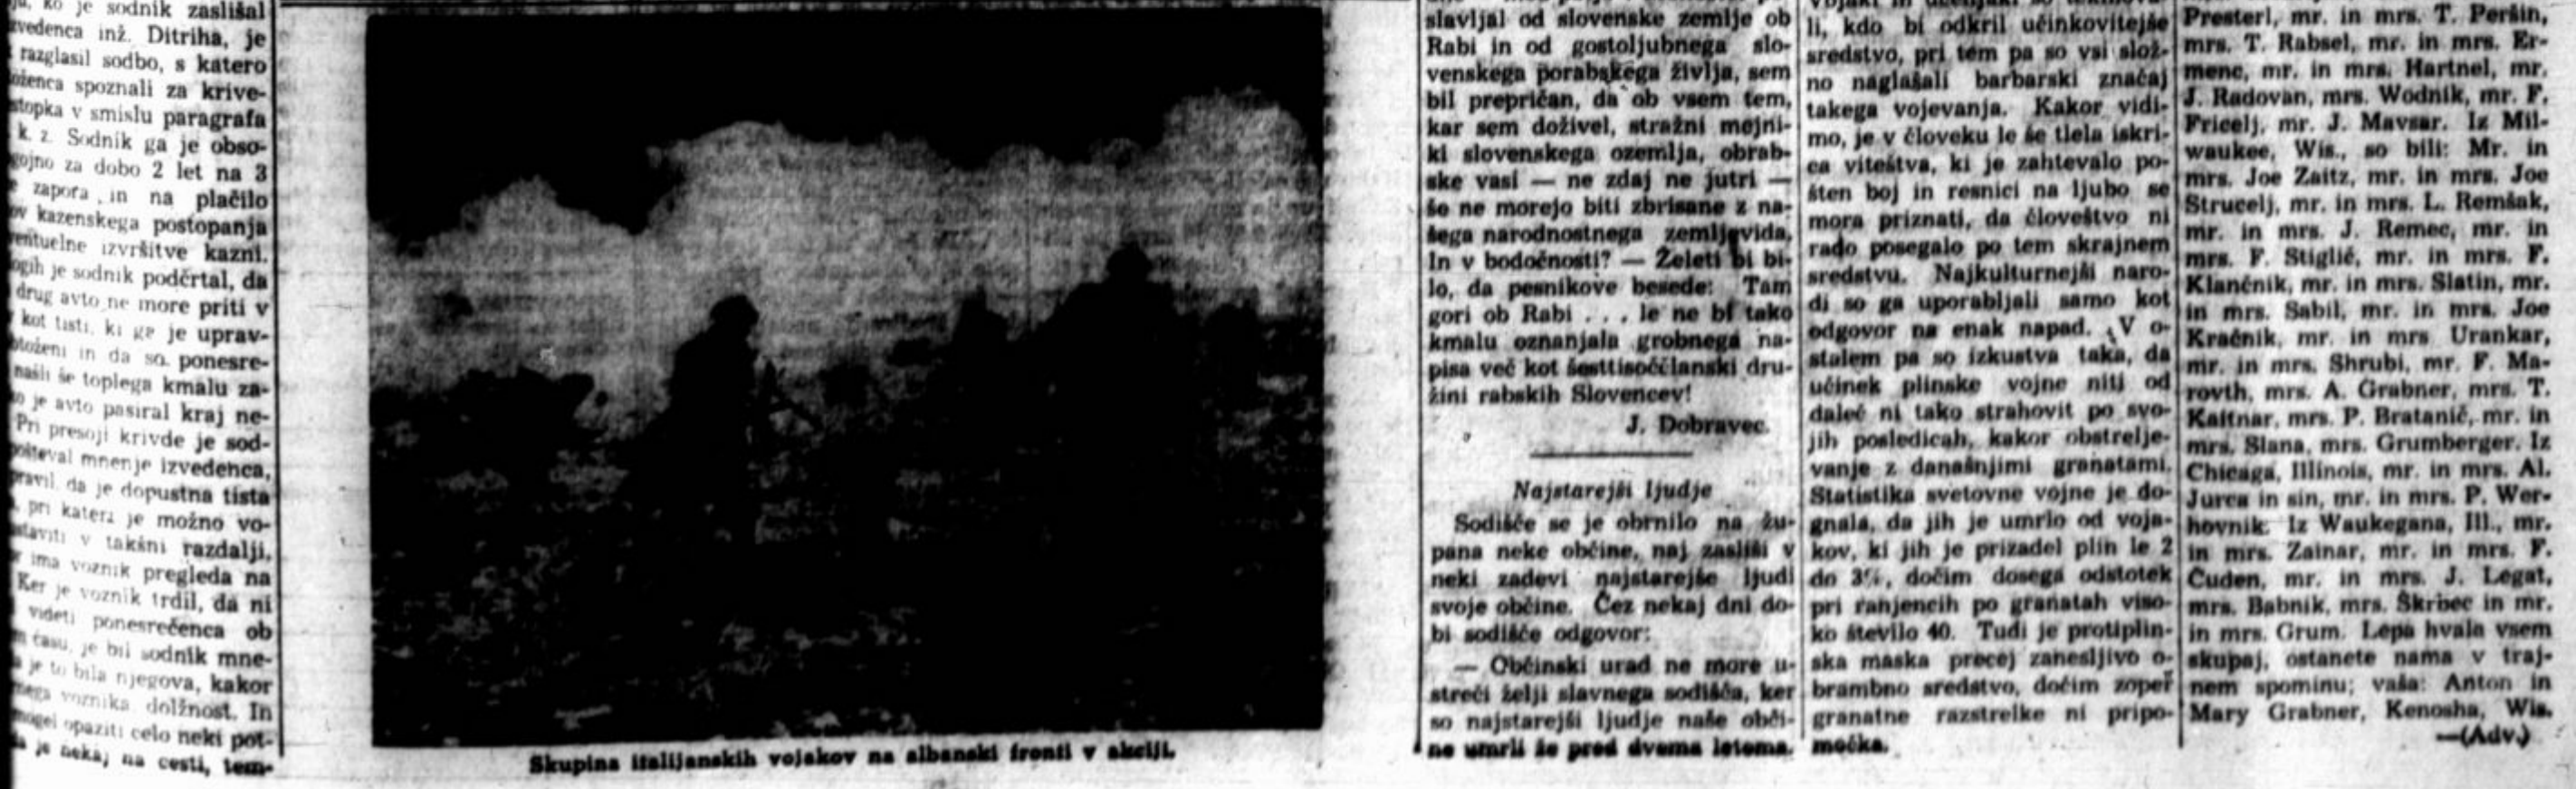 ko je sodnik zaslišal
inž. Ditriha, je
razglasil sodbo, s katero
spoznali za krive-
v smislu paragrafa
k. z. Sodnik ga je obso-
za dobo 2 let na 3
zapora in na plačilo
kazenskega postopanja
izvršitve kazni.
je sodnik podčrtal, da
drug avto ne more priti v
kot tisti, ki ga je uprav-
in da so ponesre-
našli še toplega kmalu za-
je avto pasiral kraj ne-
Pri presoji krivde je sod-
mnenje izvedenca,
da je dopustna tista
pri kateri je možno vo-
v takšni razdalji,
ima voznik pregleda na
Ker je voznik trdil, da ni
videti ponesrečenca ob
času, je bil sodnik mne-
je to bila njegova, kakor
voznika dolžnost. In
opaziti celo neki pot-
je nekaj na cesti, tem-
Skupina italijanskih vojakov na albanski fronti v akciji.
slavljal od slovenske zemlje ob
Rabi in od gostoljubnega slo-
venskega porabskega življa, sem
bil prepričan, da ob vsem tem,
kar sem doživel, stražni mejni-
ki slovenskega ozemlja, obrab-
ske vasi — ne zdaj ne jutri —
še ne morejo biti zbrisane z na-
šega narodnostnega zemljevida.
In v bodočnosti? — Želeti bi bi-
lo, da pesnikove besede: Tam
gori ob Rabi . . . le ne bi tako
kmalu oznanjala grobnega na-
pisa več kot šesttisoččlanski dru-
žini rabskih Slovencev!
J. Dobravec.
Najstarejši ljudje
Sodišče se je obrnilo na žu-
pana neke občine, naj zasliši v
neki zadevi najstarejše ljudi
svoje občine. Čez nekaj dni do-
bi sodišče odgovor:
— Občinski urad ne more u-
streči želji slavnega sodišča, ker
so najstarejši ljudje naše obči-
ne umrli še pred dvema letoma.
li, kdo bi odkril učinkovitejše
sredstvo, pri tem pa so vsi slož-
no naglašali barbarski značaj
takega vojevanja. Kakor vidi-
mo, je v človeku le še tlela iskri-
ca viteštva, ki je zahtevalo po-
šten boj in resnici na ljubo se
mora priznati, da človeštvo ni
rado posegalo po tem skrajnem
sredstvu. Najkulturnejši naro-
di so ga uporabljali samo kot
odgovor na enak napad. V o-
stalem pa so izkustva taka, da
učinek plinske vojne niti od
daleč ni tako strahovit po svo-
jih posledicah, kakor obstrelje-
vanje z današnjimi granatami.
Statistika svetovne vojne je do-
gnala, da jih je umrlo od voja-
kov, ki jih je prizadel plin le 2
do 3%, dočim dosega odstotek
pri ranjencih po granatah viso-
ko število 40. Tudi je protiplin-
ska maska precej zanesljivo o-
brambno sredstvo, dočim zoper
granatne razstrelke ni pripo-
močka.
Presterl, mr. in mrs. T. Peršin,
mrs. T. Rabsel, mr. in mrs. Er-
menc, mr. in mrs. Hartnel, mr.
J. Radovan, mrs. Wodnik, mr. F.
Fricelj, mr. J. Mavsar. Iz Mil-
waukee, Wis., so bili: Mr. in
mrs. Joe Zaitz, mr. in mrs. Joe
Strucelj, mr. in mrs. L. Remšak,
mr. in mrs. J. Remec, mr. in
mrs. F. Stiglić, mr. in mrs. F.
Klančnik, mr. in mrs. Slatin, mr.
in mrs. Sabil, mr. in mrs. Joe
Kračnik, mr. in mrs Urankar,
mr. in mrs. Shrubi, mr. F. Ma-
rovth, mrs. A. Grabner, mrs. T.
Kaltnar, mrs. P. Bratanič, mr. in
mrs. Slana, mrs. Grumberger. Iz
Chicaga, Illinois, mr. in mrs. Al.
Jurca in sin, mr. in mrs. P. Wer-
hovnik. Iz Waukegana, Ill., mr.
in mrs. Zainar, mr. in mrs. F.
Čuden, mr. in mrs. J. Legat,
mrs. Babnik, mrs. Škrbec in mr.
in mrs. Grum. Lepa hvala vsem
skupaj, ostanete nama v traj-
nem spominu; vaša: Anton in
Mary Grabner, Kenosha, Wis.
—(Adv.)